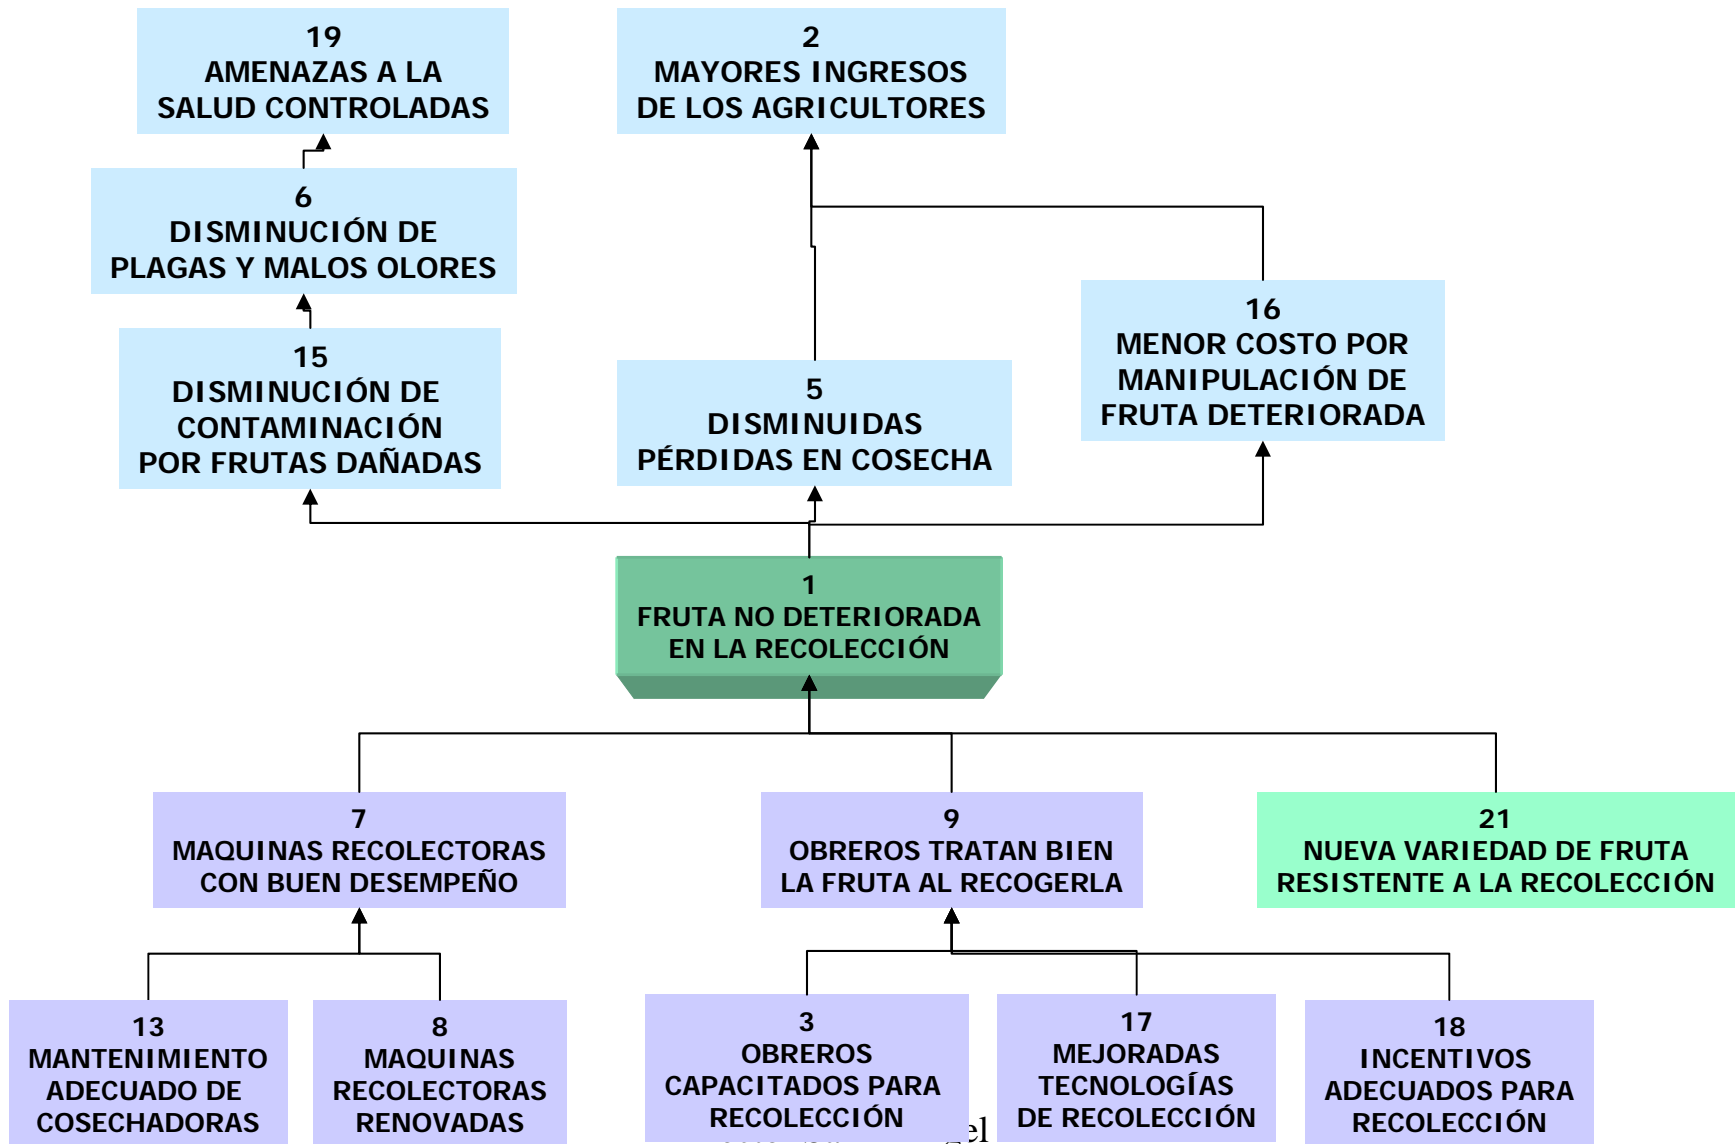 19
AMENAZAS A LA
SALUD CONTROLADAS
2
MAYORES INGRESOS
DE LOS AGRICULTORES
6
DISMINUCIÓN DE
PLAGAS Y MALOS OLORES
16
MENOR COSTO POR
MANIPULACIÓN DE
FRUTA DETERIORADA
15
DISMINUCIÓN DE
CONTAMINACIÓN
POR FRUTAS DAÑADAS
5
DISMINUIDAS
PÉRDIDAS EN COSECHA
1
FRUTA NO DETERIORADA
EN LA RECOLECCIÓN
7
MAQUINAS RECOLECTORAS
CON BUEN DESEMPEÑO
9
OBREROS TRATAN BIEN
LA FRUTA AL RECOGERLA
21
NUEVA VARIEDAD DE FRUTA
RESISTENTE A LA RECOLECCIÓN
13
MANTENIMIENTO
ADECUADO DE
COSECHADORAS
8
MAQUINAS
RECOLECTORAS
RENOVADAS
3
OBREROS
CAPACITADOS PARA
RECOLECCIÓN
17
MEJORADAS
TECNOLOGÍAS
DE RECOLECCIÓN
18
INCENTIVOS
ADECUADOS PARA
RECOLECCIÓN